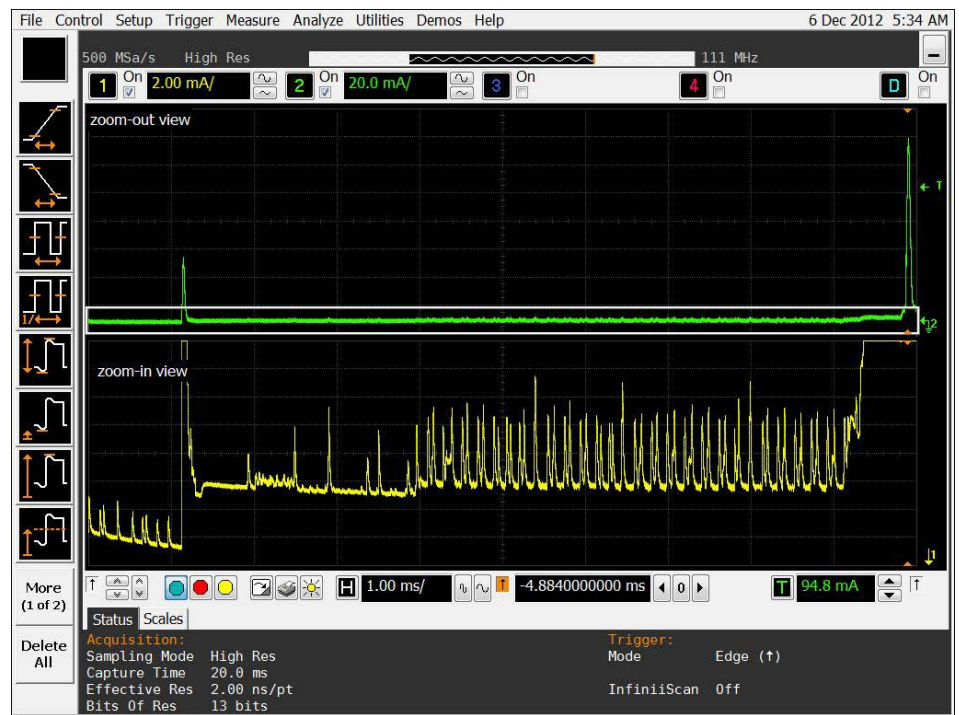 File Control Setup Trigger Measure Analyze Utilities Demos Help 6 Dec 2012 5:34 AM
500 MSa/s High Res 111 MHz
1 On 2.00 mA/ 2 On 20.0 mA/ 3 On 4 On D On
zoom-out view
T
2
zoom-in view
1/
1
More
(1 of 2)
Delete
All
H 1.00 ms/ -4.8840000000 ms 0 T 94.8 mA
Status Scales
Acquisition: Trigger:
Sampling Mode High Res Mode Edge (↑)
Capture Time 20.0 ms
Effective Res 2.00 ns/pt InfiniiScan Off
Bits Of Res 13 bits